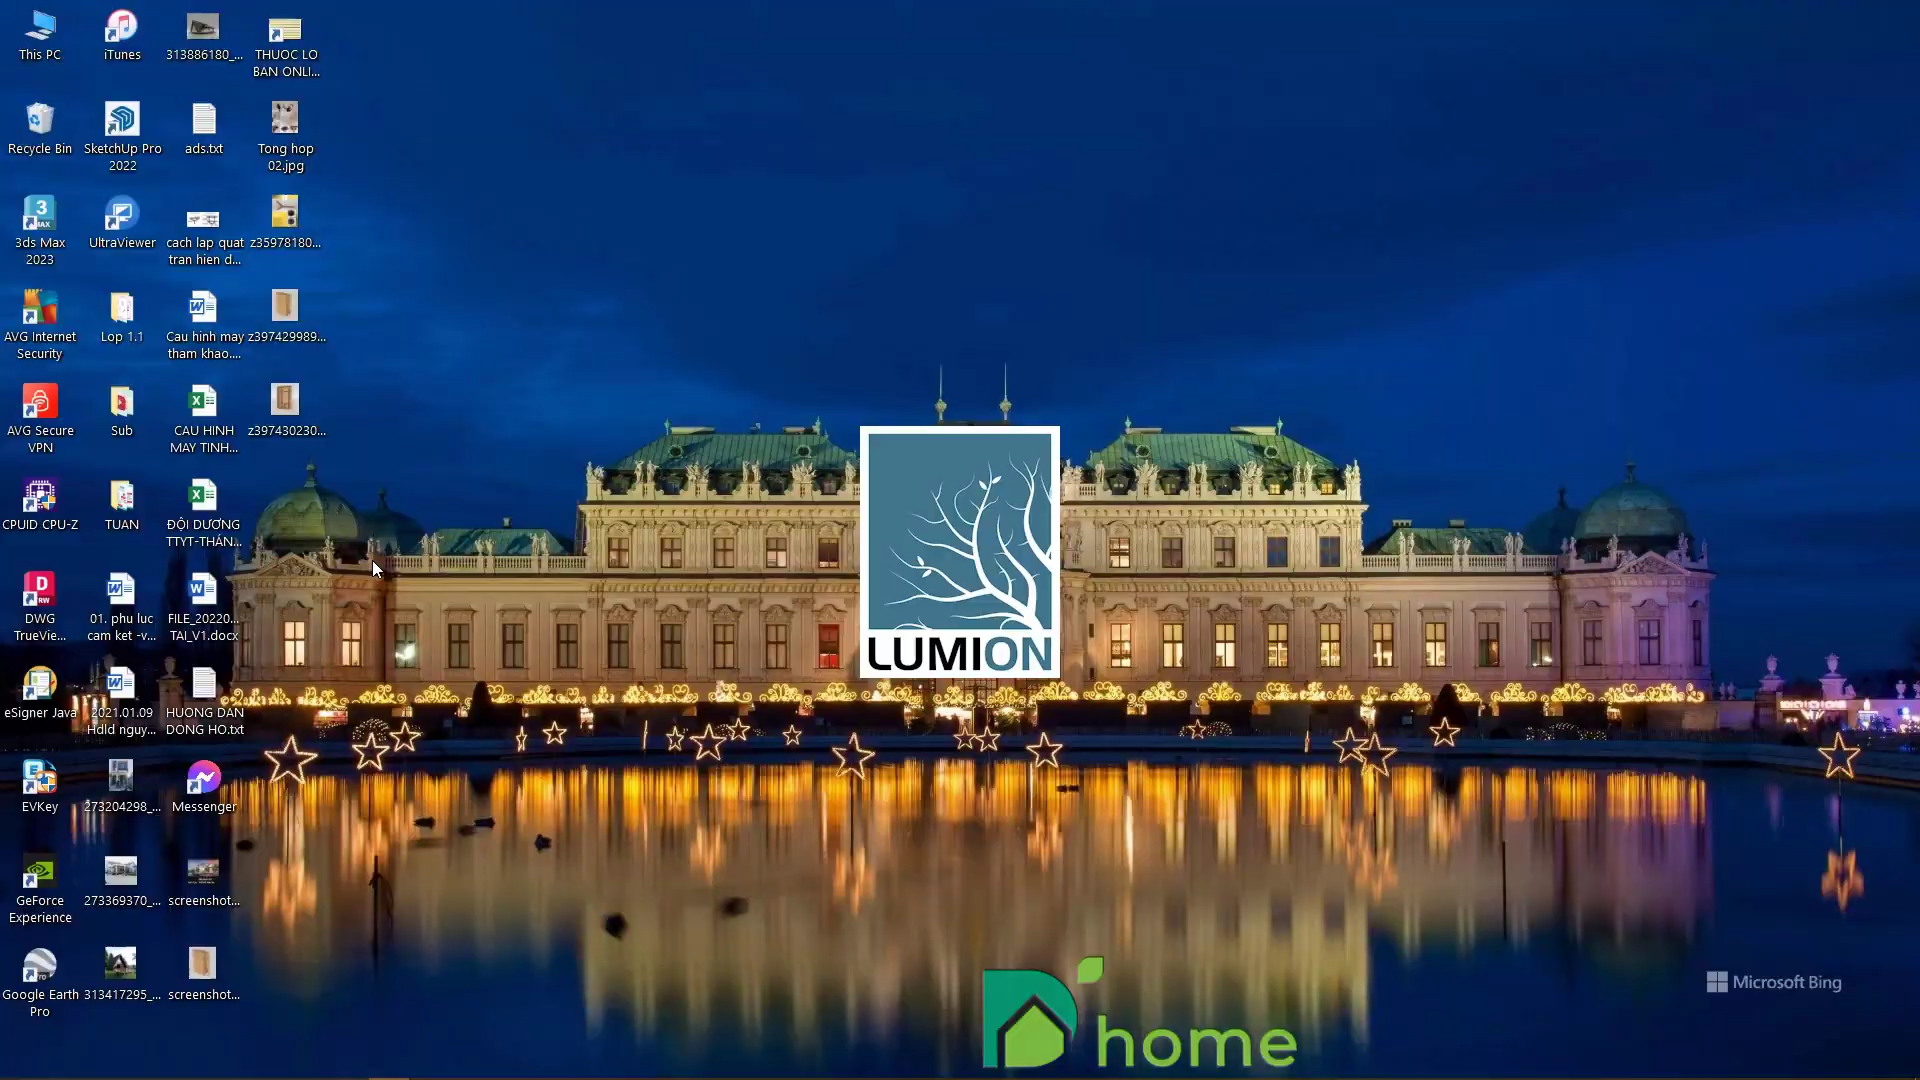 This PC
iTunes
313886180_...
THUOC LO
BAN ONLI...
Recycle Bin
SketchUp Pro
2022
ads.txt
Tong hop
02.jpg
3ds Max
2023
UltraViewer
cach lap quat
tran hien d...
z35978180...
AVG Internet
Security
Lop 1.1
Cau hinh may
tham khao....
z397429989...
AVG Secure
VPN
Sub
CAU HINH
MAY TINH...
z397430230...
CPUID CPU-Z
TUAN
ĐỘI DƯƠNG
TTYT-THÁN...
DWG
TrueVie...
01. phu luc
cam ket -v...
FILE_20220...
TAI_V1.docx
eSigner Java
2021.01.09
Hdld nguy...
HUONG DAN
DONG HO.txt
EVKey
273204298_...
Messenger
GeForce
Experience
273369370_...
screenshot...
Google Earth
Pro
313417295_...
screenshot...
LUMION
Microsoft Bing
home